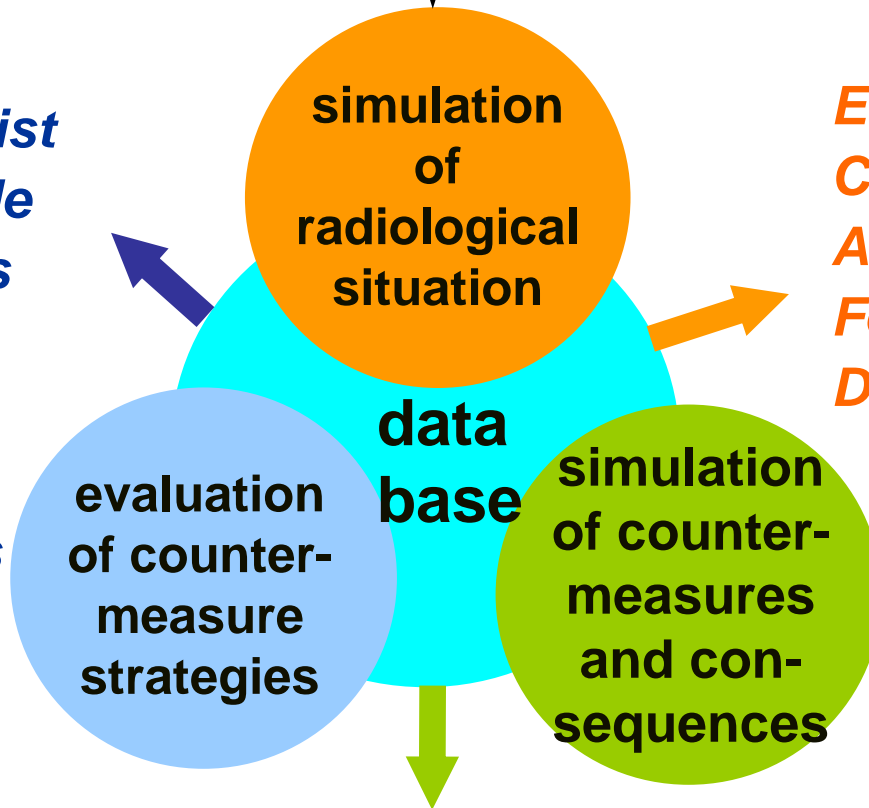 simulation
of
radiological
situation
data
base
evaluation
of counter-
measure
strategies
simulation
of counter-
measures
and con-
sequences